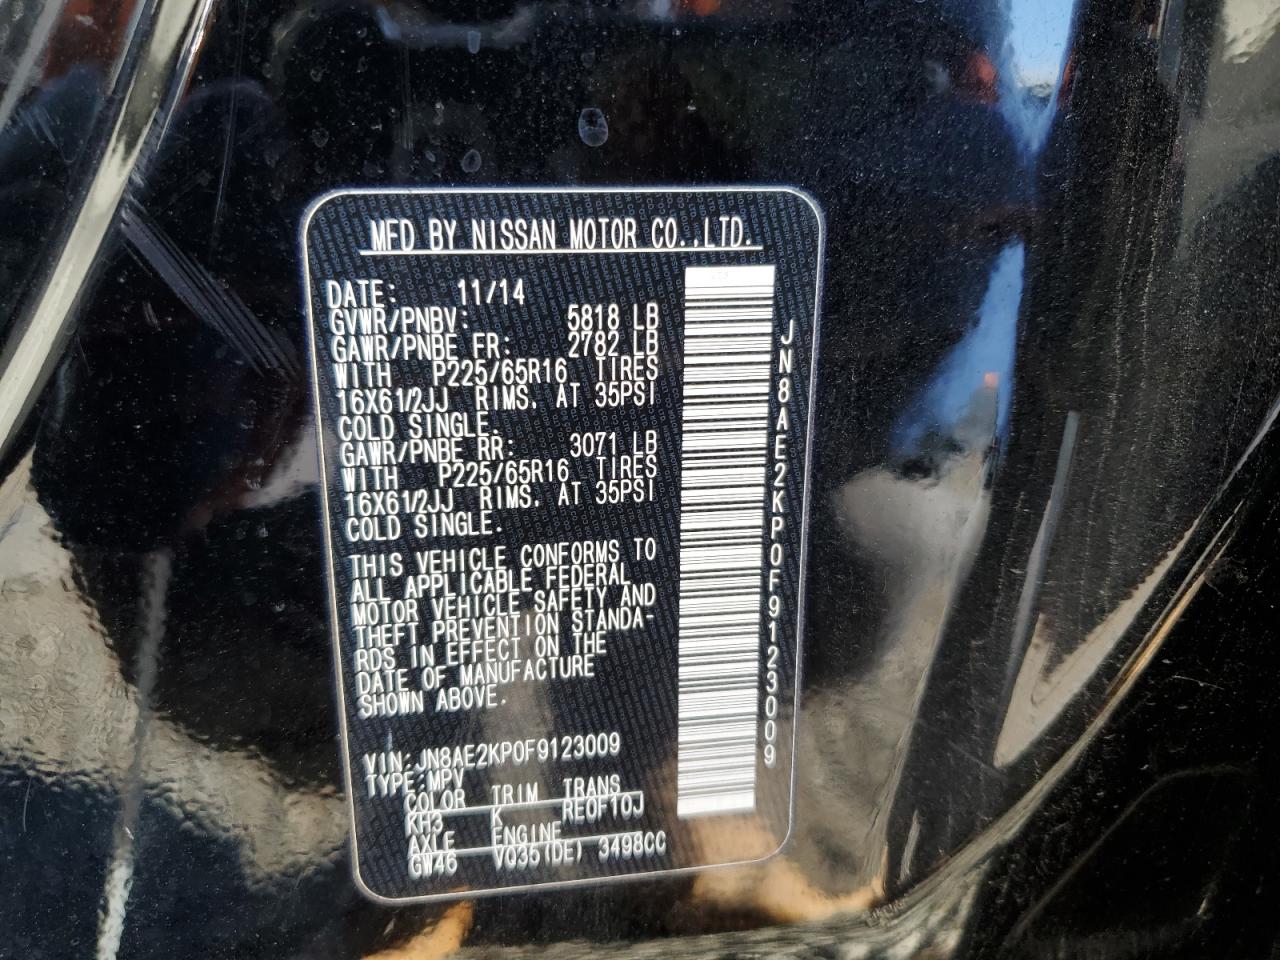 MFD BY NISSAN MOTOR CO.,LTD.
DATE: 11/14
GVWR/PNBV: 5818 LB
GAWR/PNBE FR: 2782 LB
WITH P225/65R16 TIRES
16X61/2JJ RIMS. AT 35PSI
COLD SINGLE.
GAWR/PNBE RR: 3071 LB
WITH P225/65R16 TIRES
16X61/2JJ RIMS. AT 35PSI
COLD SINGLE.
THIS VEHICLE CONFORMS TO
ALL APPLICABLE FEDERAL
MOTOR VEHICLE SAFETY AND
THEFT PREVENTION STANDA-
RDS IN EFFECT ON THE
DATE OF MANUFACTURE
SHOWN ABOVE.
VIN:JN8AE2KP0F9123009
TYPE:MPV
COLOR TRIM TRANS
KH3 K RE0F10J
AXLE ENGINE
GW46 VQ35(DE) 3498CC
JN8AE2KP0F9123009